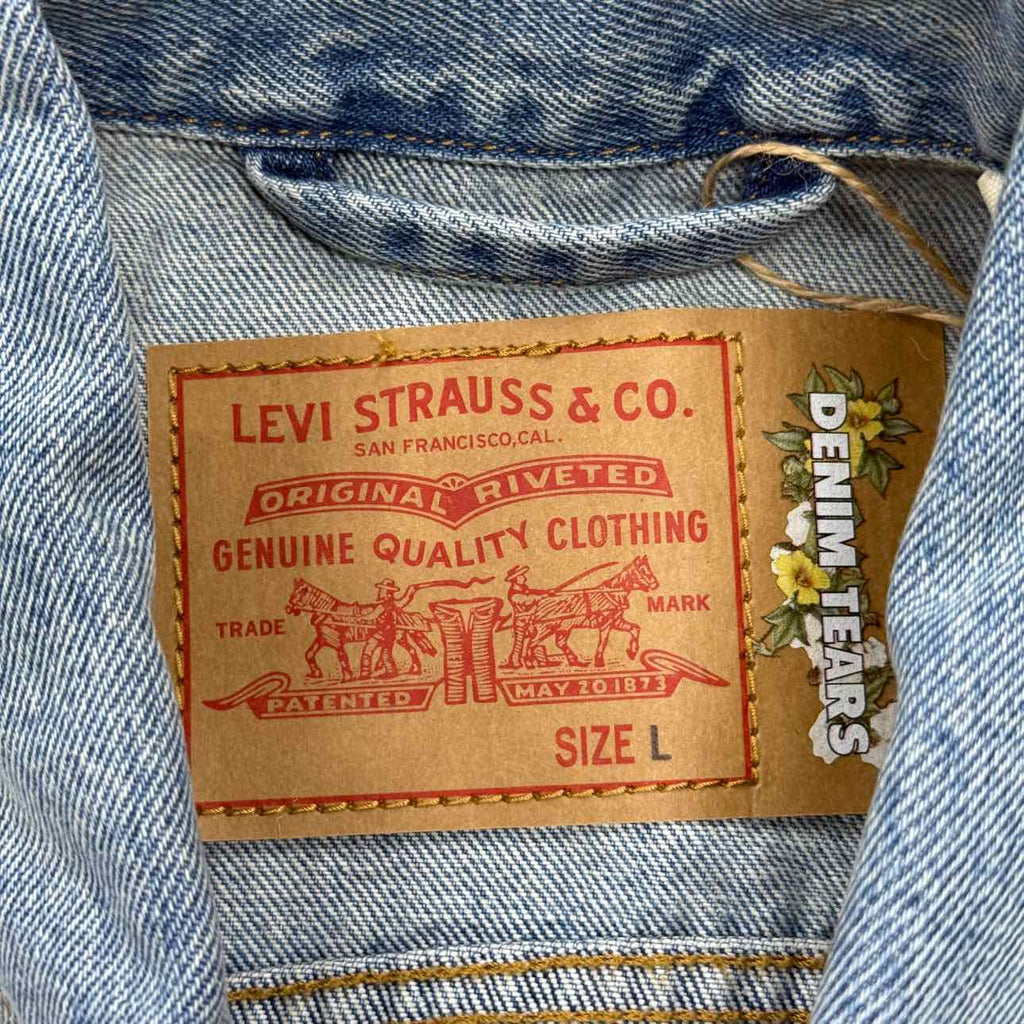 LEVI STRAUSS & CO.
SAN FRANCISCO, CAL.
ORIGINAL RIVETED
GENUINE QUALITY CLOTHING
TRADE MARK
PATENTED MAY 20 1873
SIZE L
DENIM TEARS